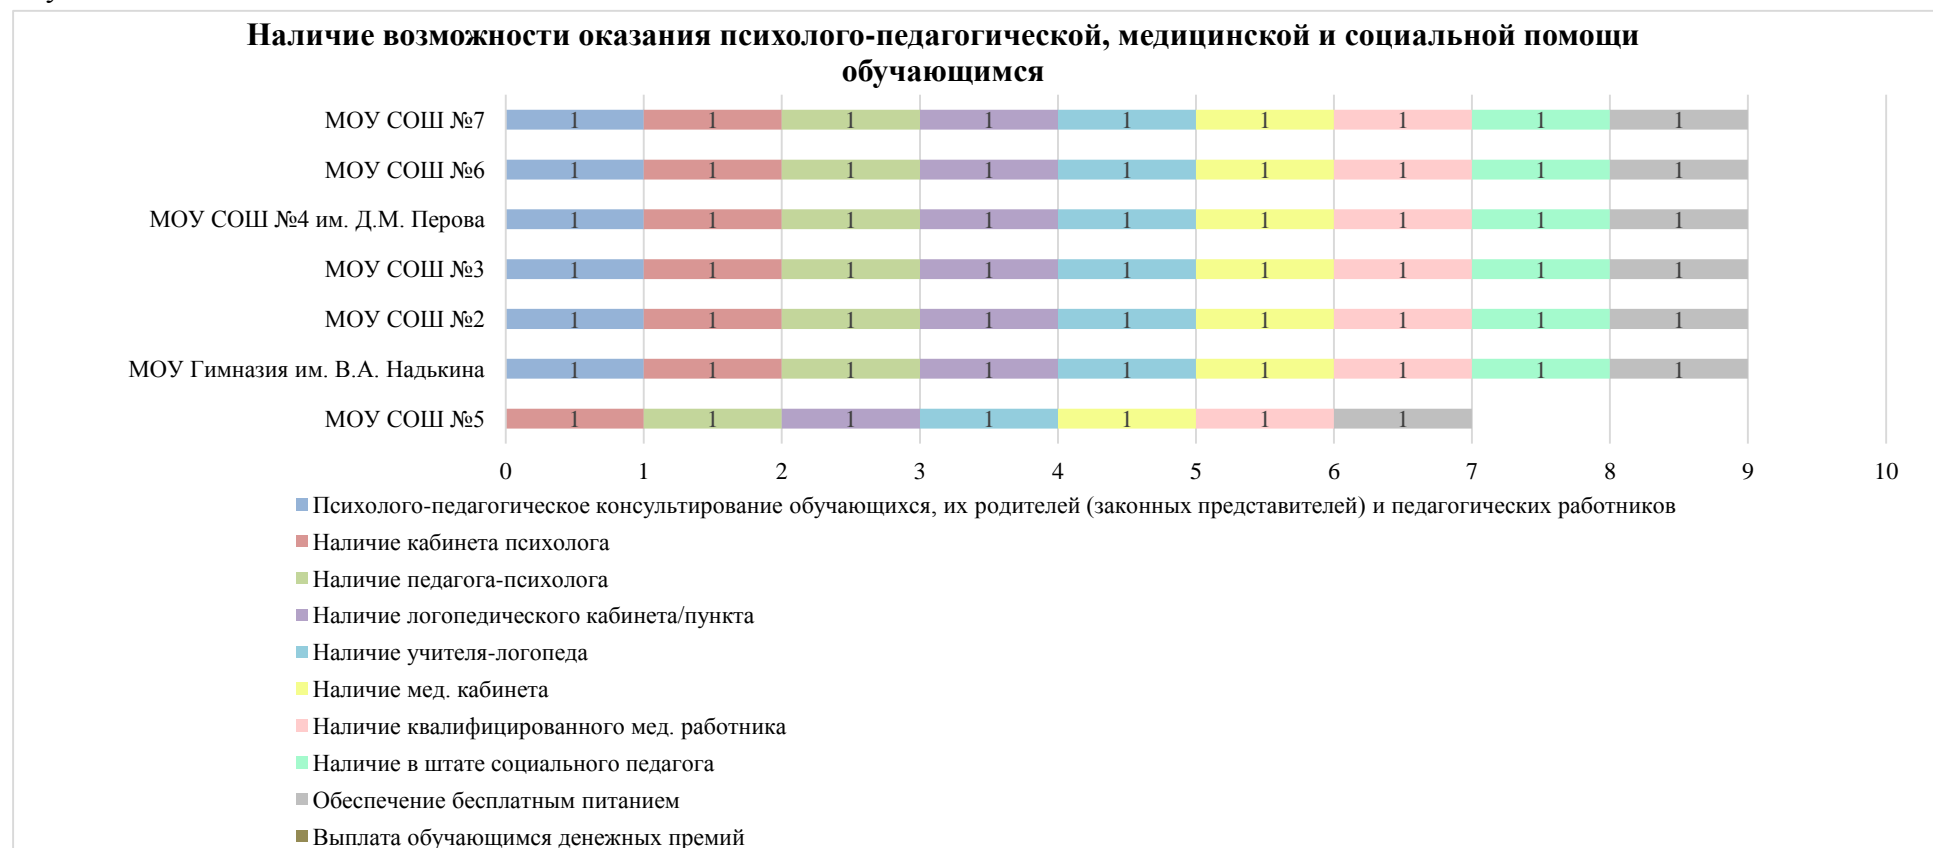 Наличие возможности оказания психолого-педагогической, медицинской и социальной помощи
обучающимся
МОУ СОШ №7 1 1 1 1 1 1 1 1 1
МОУ СОШ №6 1 1 1 1 1 1 1 1 1
МОУ СОШ №4 им. Д.М. Перова 1 1 1 1 1 1 1 1 1
МОУ СОШ №3 1 1 1 1 1 1 1 1 1
МОУ СОШ №2 1 1 1 1 1 1 1 1 1
МОУ Гимназия им. В.А. Надькина 1 1 1 1 1 1 1 1 1
МОУ СОШ №5 1 1 1 1 1 1 1
0 1 2 3 4 5 6 7 8 9 10
Психолого-педагогическое консультирование обучающихся, их родителей (законных представителей) и педагогических работников
Наличие кабинета психолога
Наличие педагога-психолога
Наличие логопедического кабинета/пункта
Наличие учителя-логопеда
Наличие мед. кабинета
Наличие квалифицированного мед. работника
Наличие в штате социального педагога
Обеспечение бесплатным питанием
Выплата обучающимся денежных премий